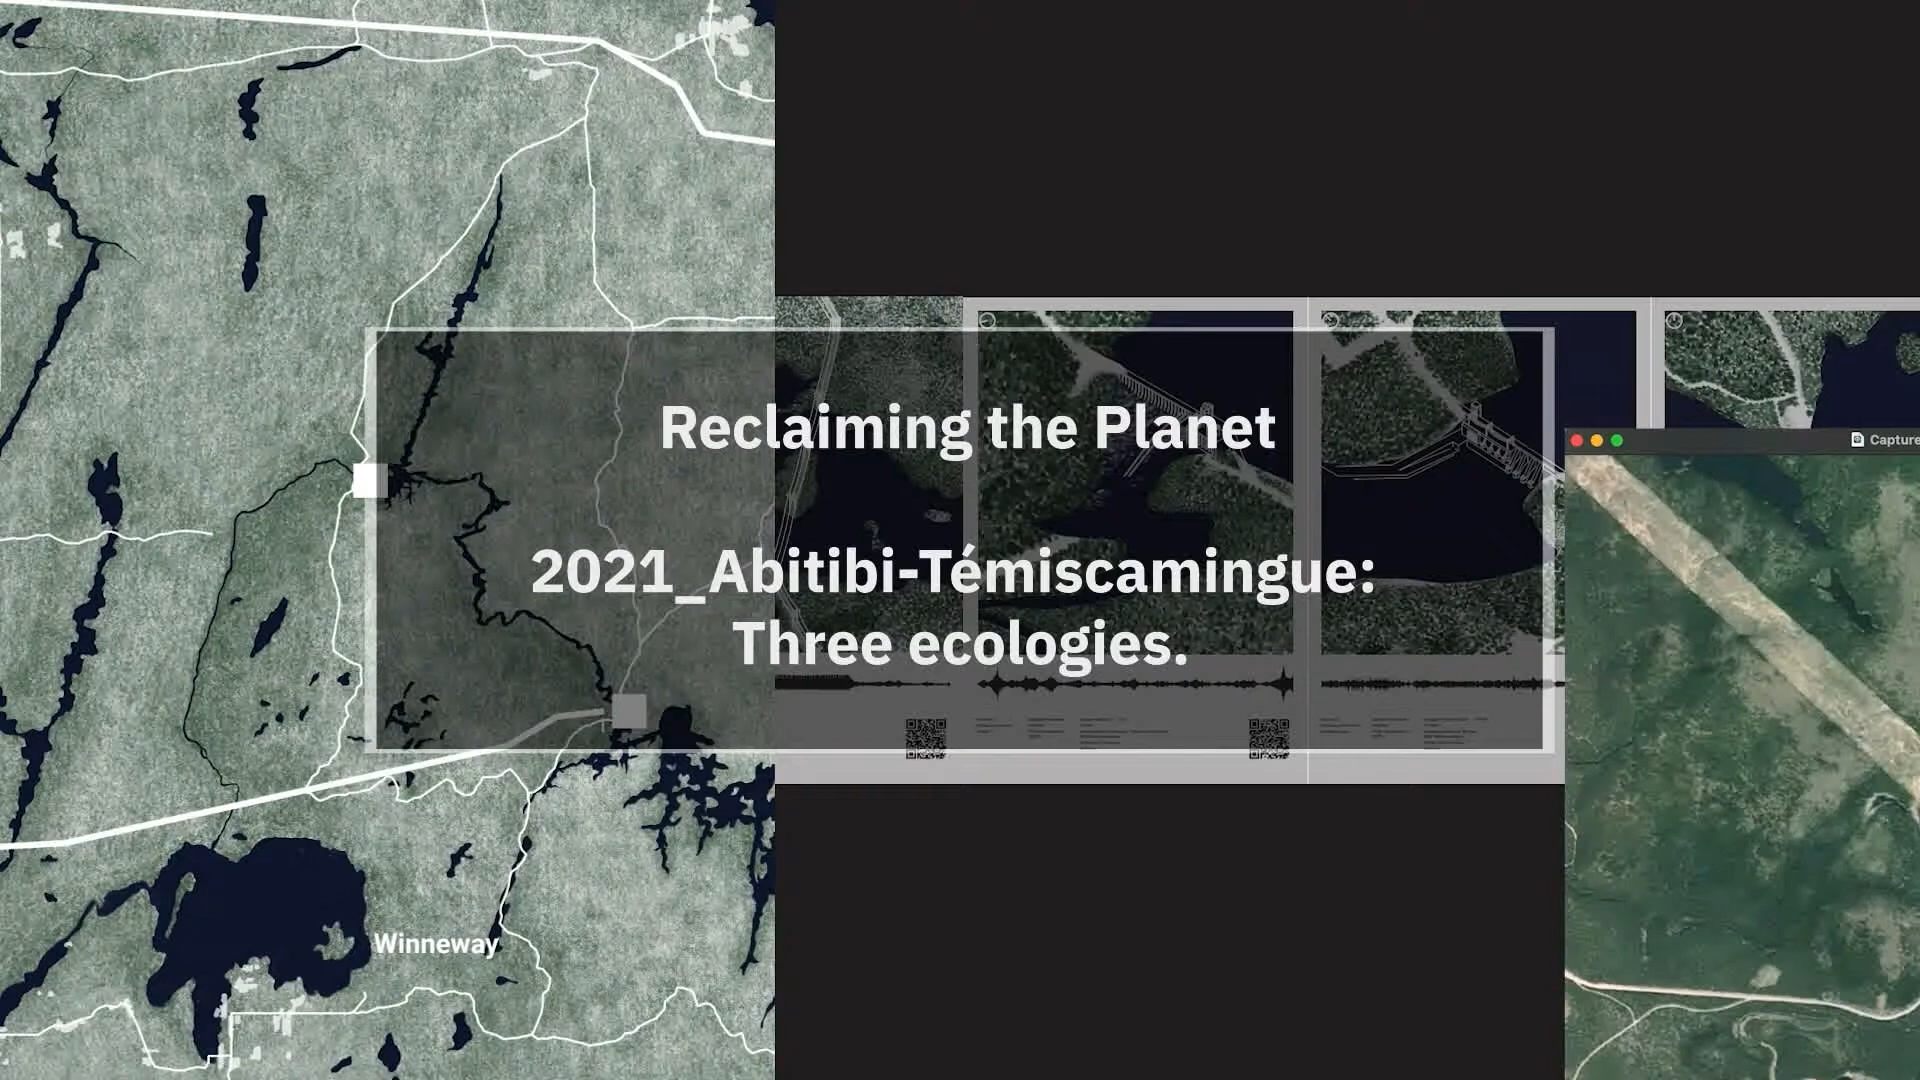 Reclaiming the Planet
2021_Abitibi-Témiscamingue:
Three ecologies.
Capture
Winneway